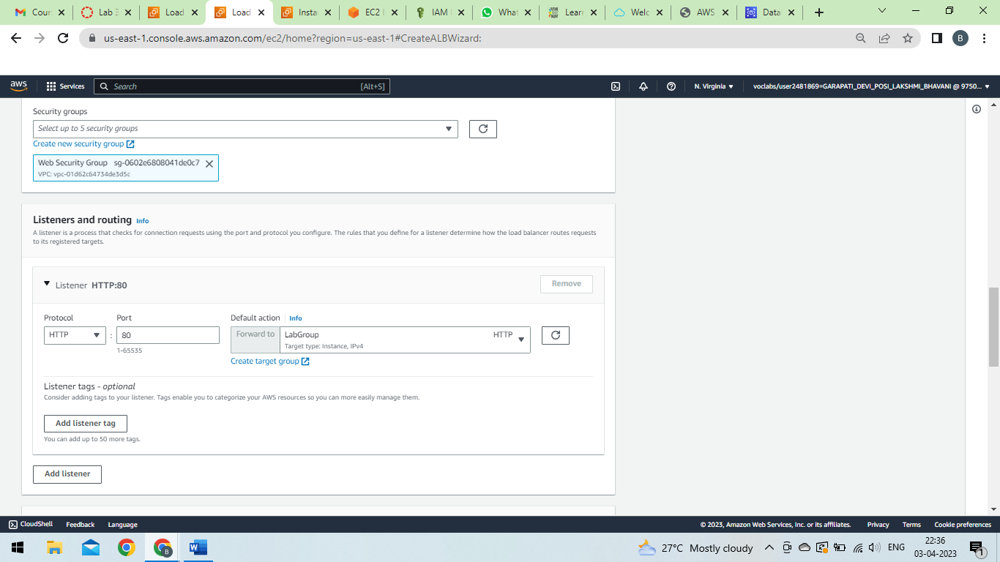 Cour
Lab 3
Load
Load
Insta
EC2
IAM
What
Learn
Welc
AWS
Data
us-east-1.console.aws.amazon.com/ec2/home?region=us-east-1#CreateALBWizard:
B
aws
Services
Search
[Alt+S]
N. Virginia
voclabs/user2481869=GARAPATI_DEVI_POSI_LAKSHMI_BHAVANI @ 9750...
Security groups
Select up to 5 security groups
Create new security group
Web Security Group sg-0602e6808041de0c7
VPC: vpc-01d62c64734de3d5c
Listeners and routing Info
A listener is a process that checks for connection requests using the port and protocol you configure. The rules that you define for a listener determine how the load balancer routes requests
to its registered targets.
Listener HTTP:80
Remove
Protocol Port Default action Info
HTTP : 80 Forward to LabGroup HTTP
Target type: Instance, IPv4
1-65535
Create target group
Listener tags - optional
Consider adding tags to your listener. Tags enable you to categorize your AWS resources so you can more easily manage them.
Add listener tag
You can add up to 50 more tags.
Add listener
CloudShell Feedback Language
© 2023, Amazon Web Services, Inc. or its affiliates. Privacy Terms Cookie preferences
27°C Mostly cloudy
ENG
22:36
03-04-2023
1